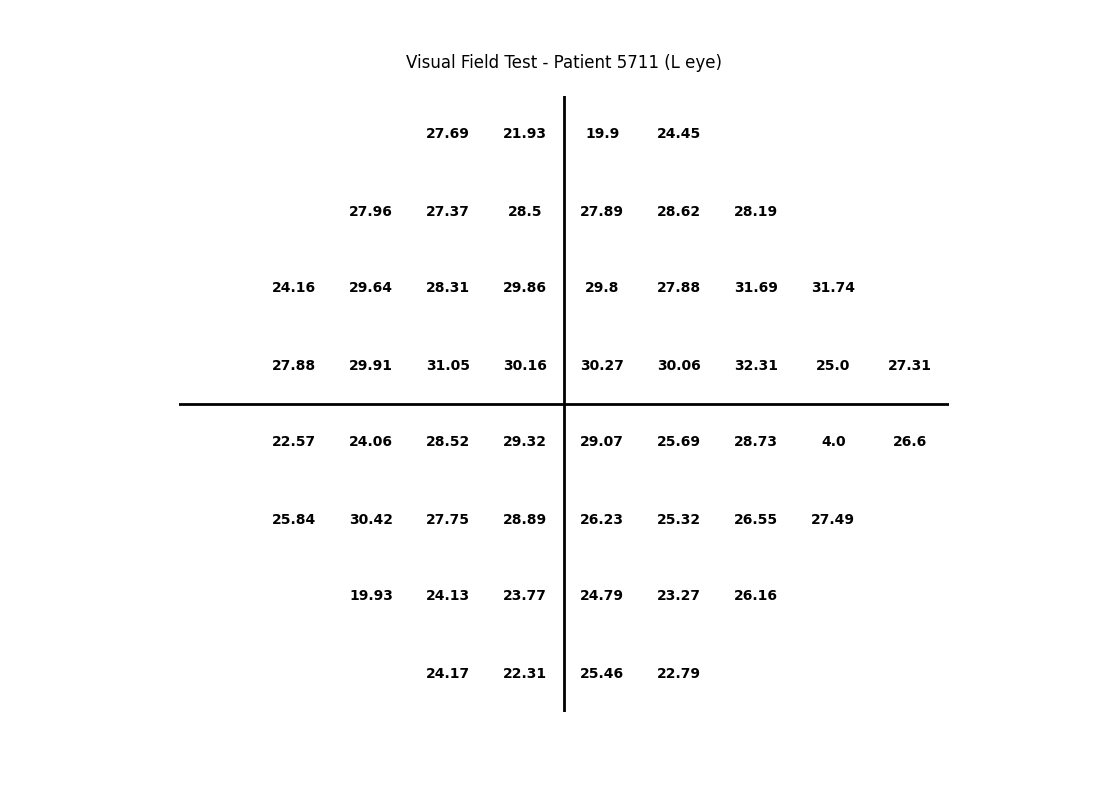 Visual Field Test - Patient 5711 (L eye)
27.69 21.93 19.9 24.45
27.96 27.37 28.5 27.89 28.62 28.19
24.16 29.64 28.31 29.86 29.8 27.88 31.69 31.74
27.88 29.91 31.05 30.16 30.27 30.06 32.31 25.0 27.31
22.57 24.06 28.52 29.32 29.07 25.69 28.73 4.0 26.6
25.84 30.42 27.75 28.89 26.23 25.32 26.55 27.49
19.93 24.13 23.77 24.79 23.27 26.16
24.17 22.31 25.46 22.79